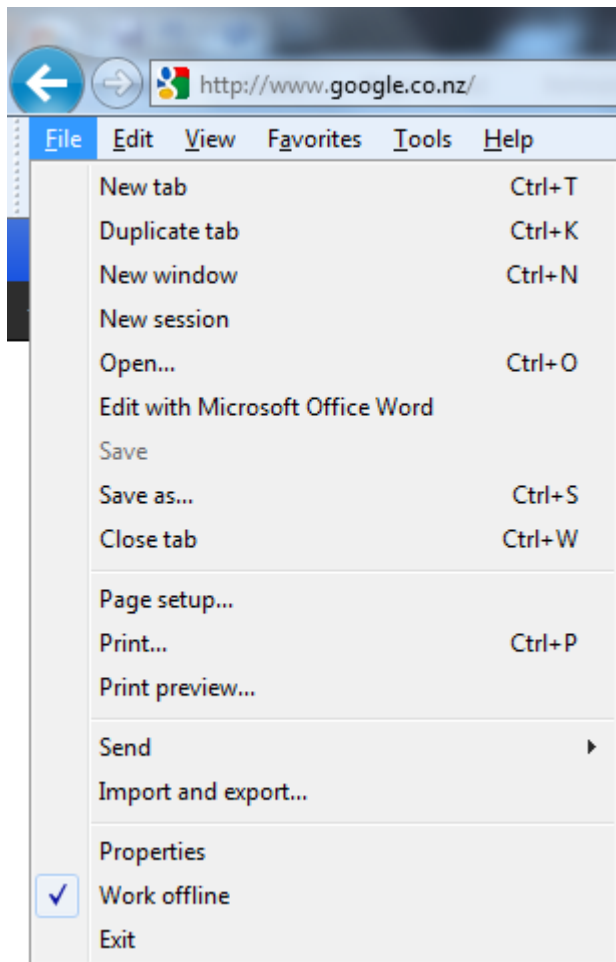 http://www.google.co.nz/
File Edit View Favorites Tools Help
New tab Ctrl+T
Duplicate tab Ctrl+K
New window Ctrl+N
New session
Open... Ctrl+O
Edit with Microsoft Office Word
Save
Save as... Ctrl+S
Close tab Ctrl+W
Page setup...
Print... Ctrl+P
Print preview...
Send
Import and export...
Properties
Work offline
Exit